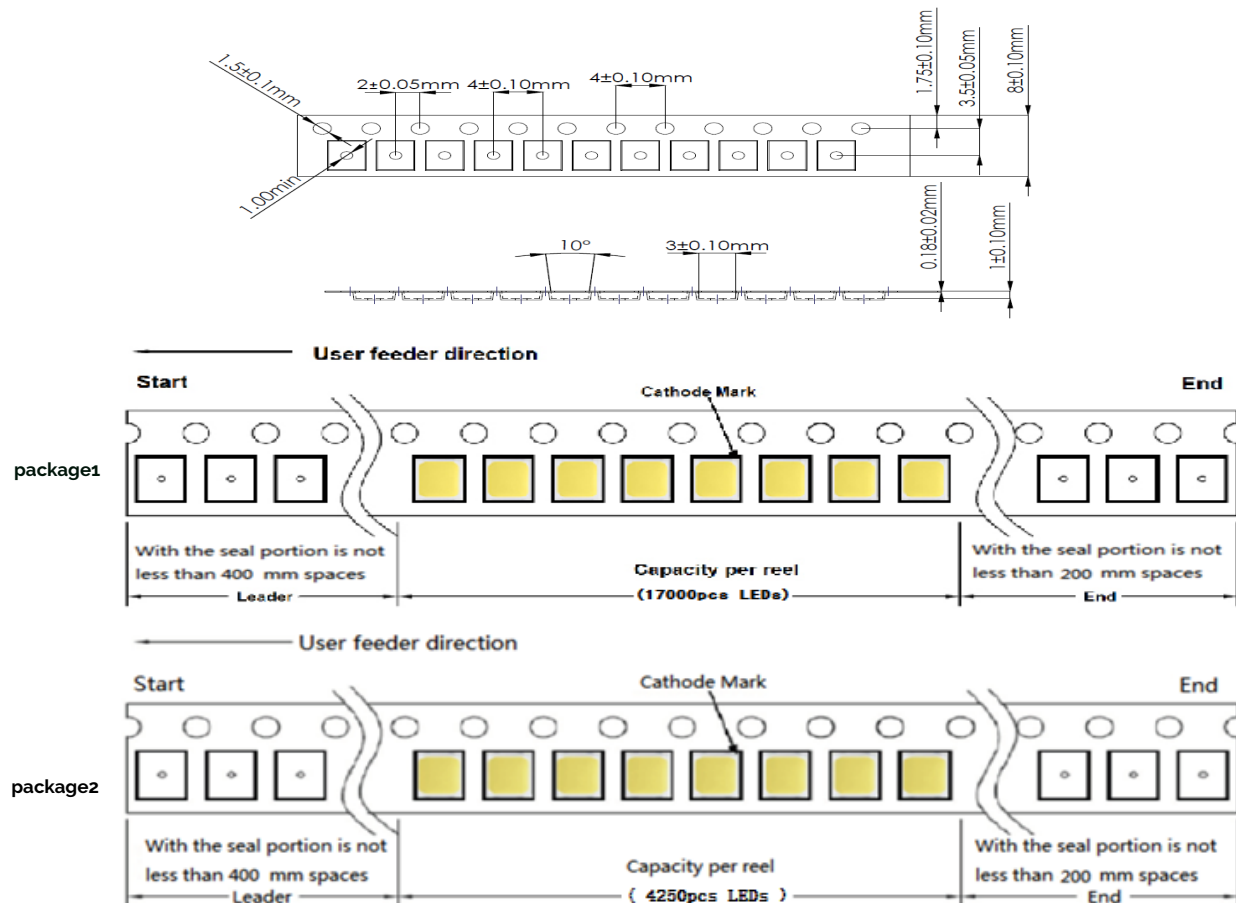 1.5±0.1mm
2±0.05mm
4±0.10mm
4±0.10mm
1.75±0.10mm
3.5±0.05mm
8±0.10mm
1.00min
10°
3±0.10mm
0.18±0.02mm
1±0.10mm
User feeder direction
Start
Cathode Mark
End
package1
With the seal portion is not
less than 400 mm spaces
Leader
Capacity per reel
(17000pcs LEDs)
With the seal portion is not
less than 200 mm spaces
End
User feeder direction
Start
Cathode Mark
End
package2
With the seal portion is not
less than 400 mm spaces
Leader
Capacity per reel
( 4250pcs LEDs )
With the seal portion is not
less than 200 mm spaces
End